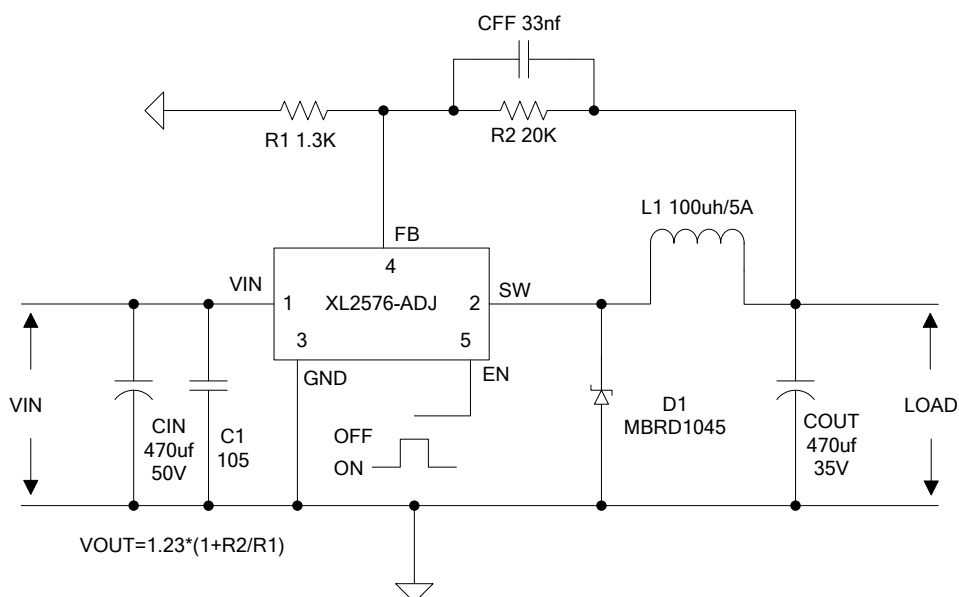 CFF 33nf
R1 1.3K
R2 20K
L1 100uh/5A
FB
4
VIN
SW
1
XL2576-ADJ
2
3
5
GND
EN
VIN
CIN
470uf
50V
C1
105
OFF
ON
D1
MBRD1045
COUT
470uf
35V
LOAD
VOUT=1.23*(1+R2/R1)